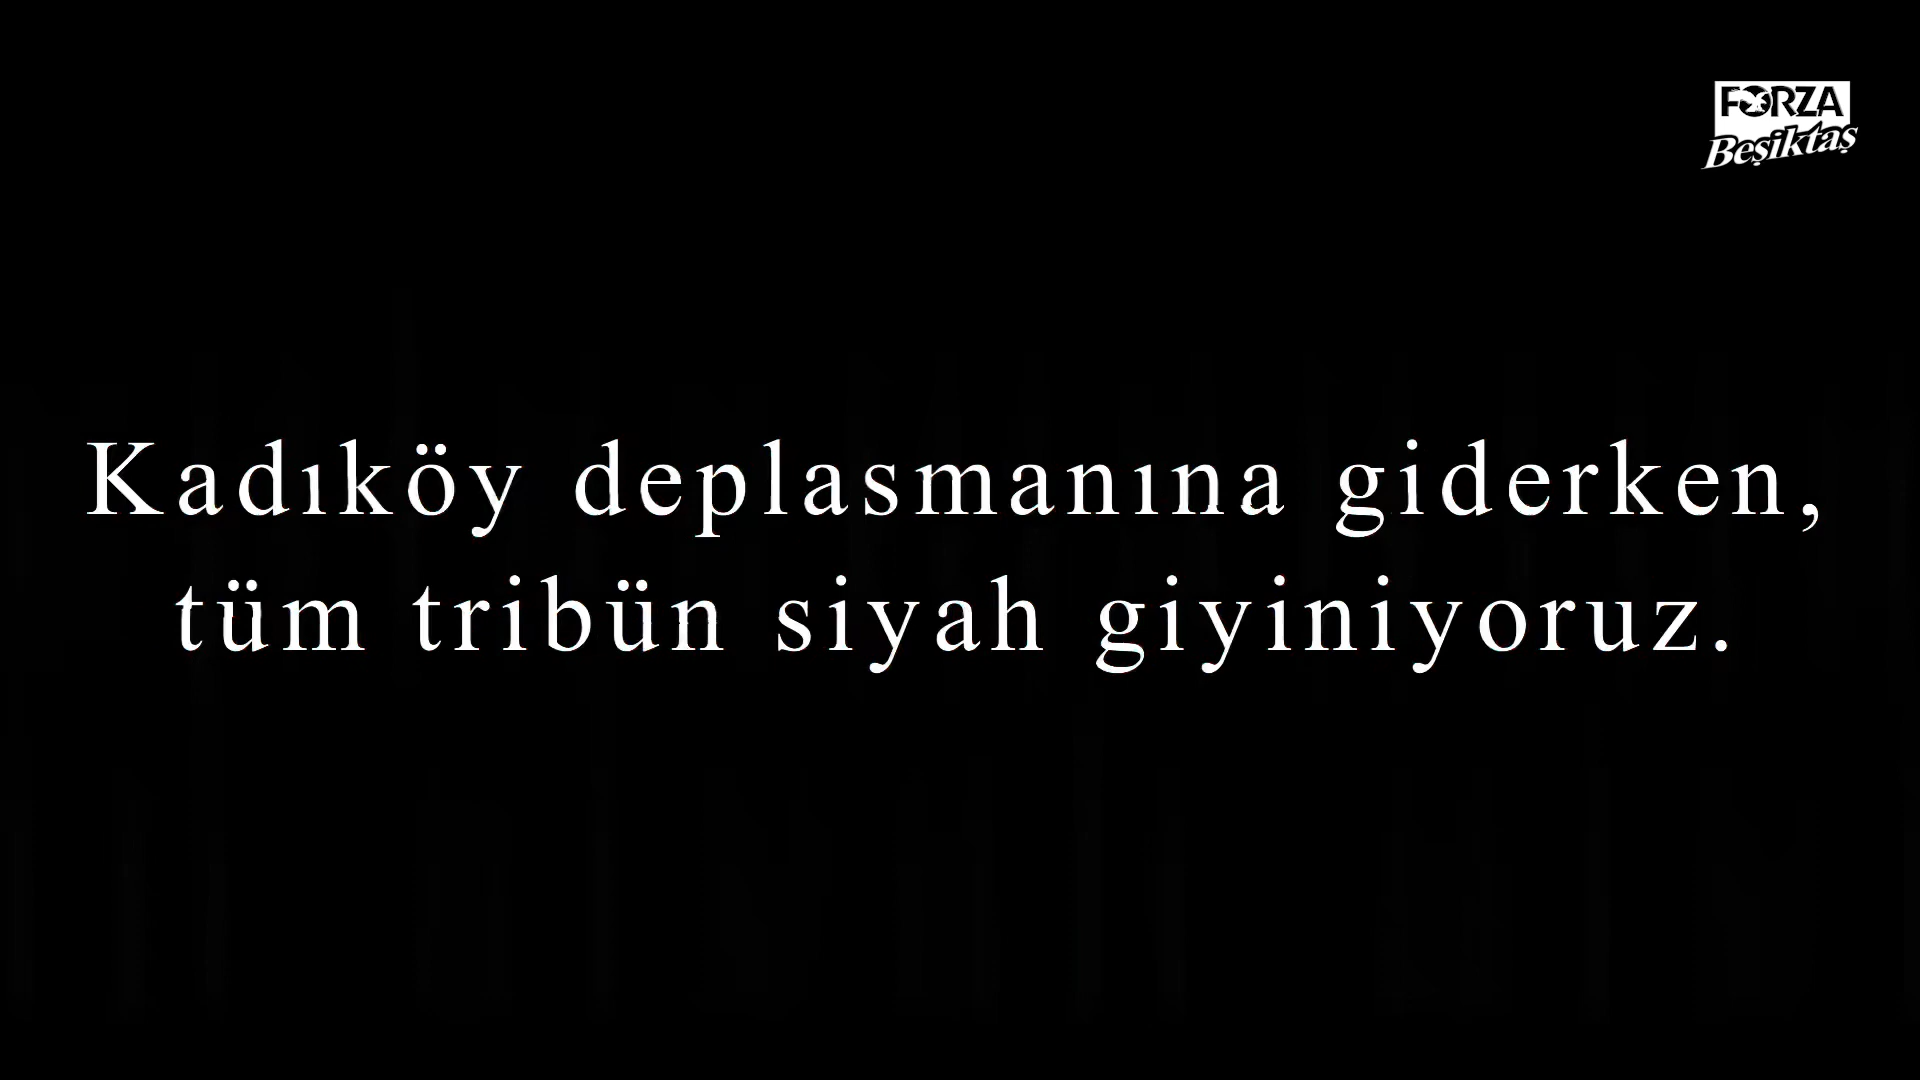 FORZA
Beşiktaş
Kadıköy deplasmanına giderken,
tüm tribün siyah giyiniyoruz.